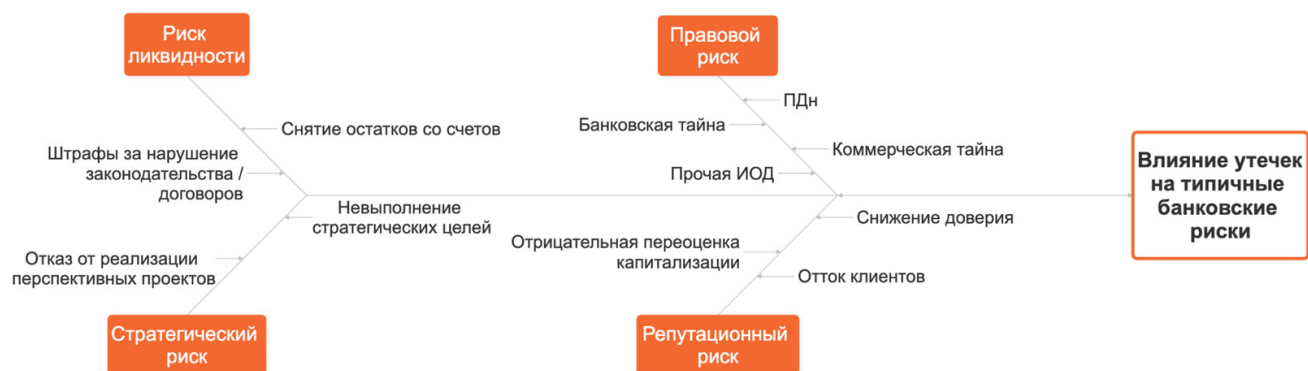 Риск
ликвидности
Правовой
риск
ПДн
Снятие остатков со счетов
Банковская тайна
Штрафы за нарушение
законодательства /
договоров
Коммерческая тайна
Прочая ИОД
Влияние утечек
на типичные
банковские
риски
Невыполнение
стратегических целей
Снижение доверия
Отказ от реализации
перспективных проектов
Отрицательная переоценка
капитализации
Отток клиентов
Стратегический
риск
Репутационный
риск